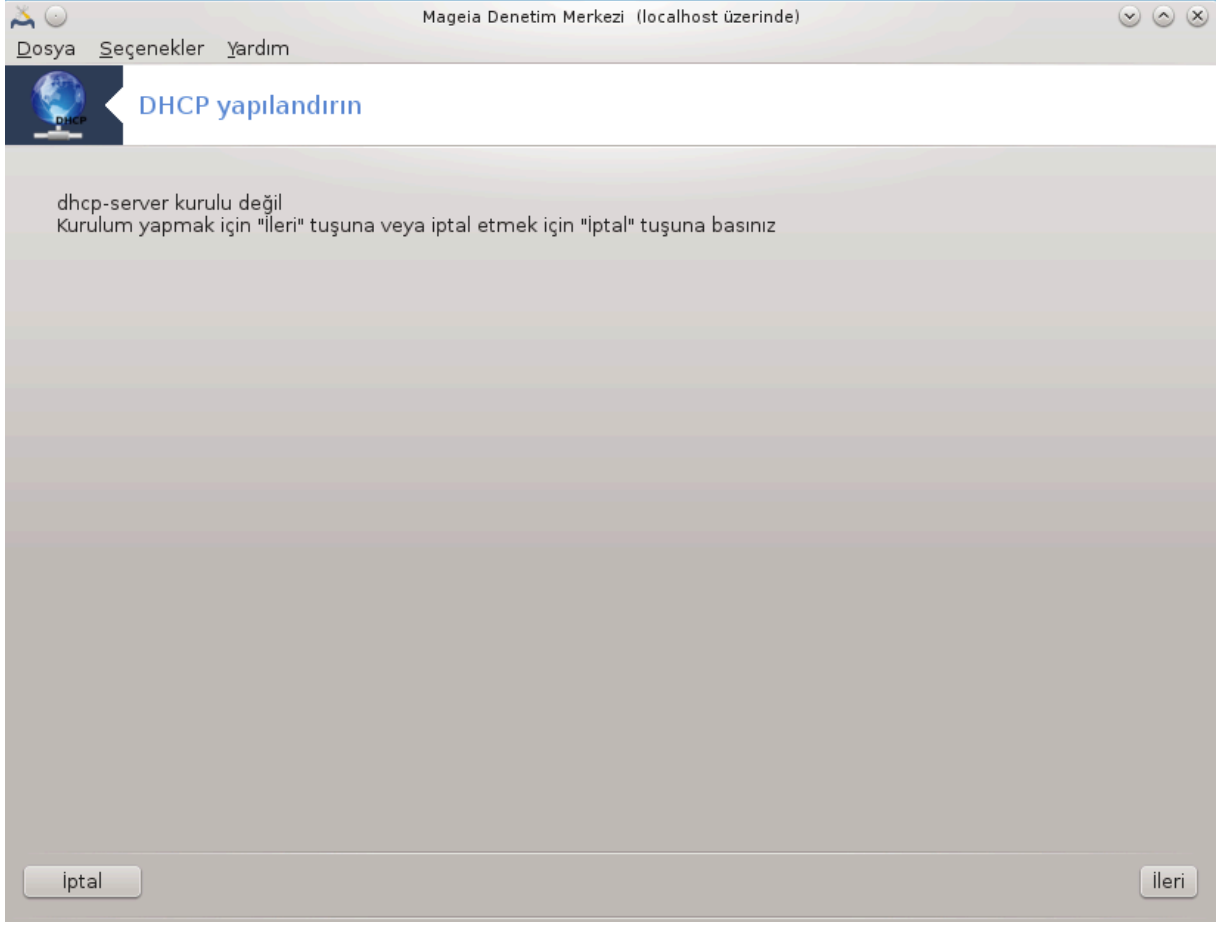 Mageia Denetim Merkezi (localhost üzerinde)
Dosya Seçenekler Yardım
DHCP
DHCP yapılandırın
dhcp-server kurulu değil
Kurulum yapmak için "İleri" tuşuna veya iptal etmek için "İptal" tuşuna basınız
İptal
İleri